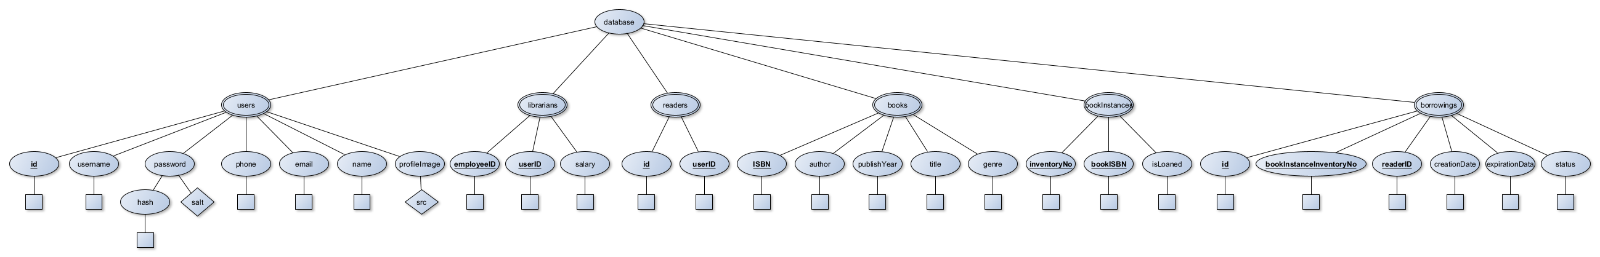 database
users
librarians
readers
books
bookInstances
borrowings
id
username
password
phone
email
name
profileImage
employeeID
userID
salary
id
userID
ISBN
author
publishYear
title
genre
inventoryNo
bookISBN
isLoaned
id
bookInstanceInventoryNo
readerID
creationDate
expirationData
status
hash
salt
src